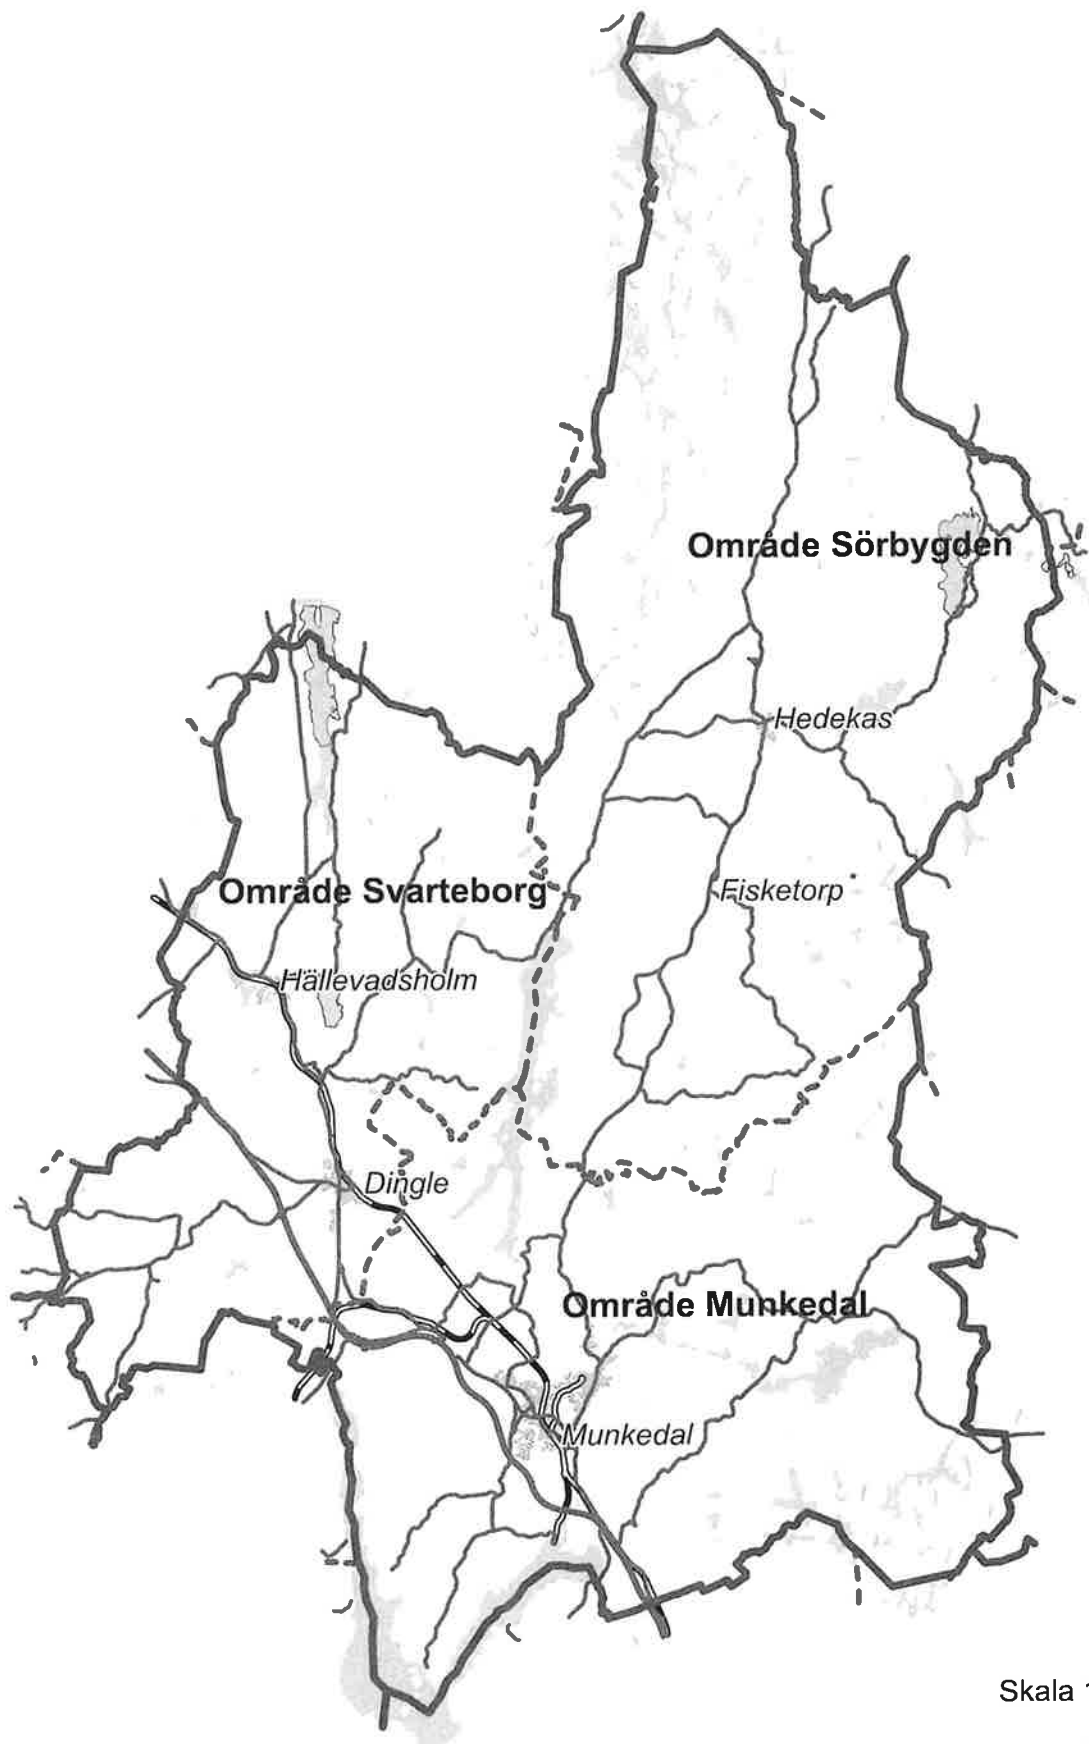 Område Sörbygden
Hedekas
Område Svarteborg
Fisketorp
Hällevadsholm
Dingle
Område Munkedal
Munkedal
Skala